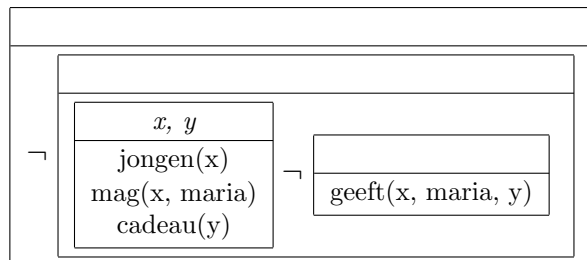 x, y
jongen(x)
mag(x, maria)
cadeau(y)
¬
¬
geeft(x, maria, y)